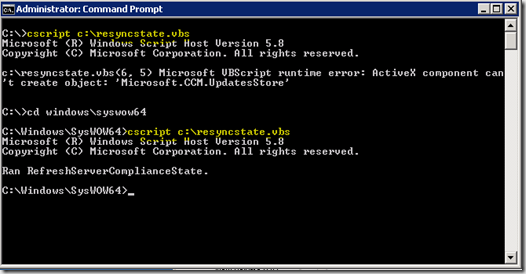 Administrator: Command Prompt
C:\>cscript c:\resyncstate.vbs
Microsoft (R) Windows Script Host Version 5.8
Copyright (C) Microsoft Corporation. All rights reserved.
c:\resyncstate.vbs(6, 5) Microsoft VBScript runtime error: ActiveX component can
't create object: 'Microsoft.CCM.UpdatesStore'
C:\>cd windows\syswow64
C:\Windows\SysWOW64>cscript c:\resyncstate.vbs
Microsoft (R) Windows Script Host Version 5.8
Copyright (C) Microsoft Corporation. All rights reserved.
Ran RefreshServerComplianceState.
C:\Windows\SysWOW64>_